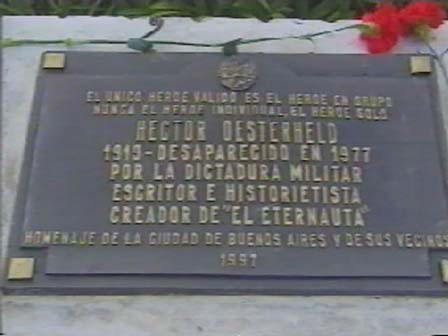 EL UNICO HEROE VALIDO ES EL HEROE EN GRUPO
NUNCA EL HEROE INDIVIDUAL, EL HEROE SOLO
HECTOR OESTERHELD
1919-DESAPARECIDO EN 1977
POR LA DICTADURA MILITAR
ESCRITOR E HISTORIETISTA
CREADOR DE "EL ETERNAUTA"
HOMENAJE DE LA CIUDAD DE BUENOS AIRES Y DE SUS VECINOS
1997